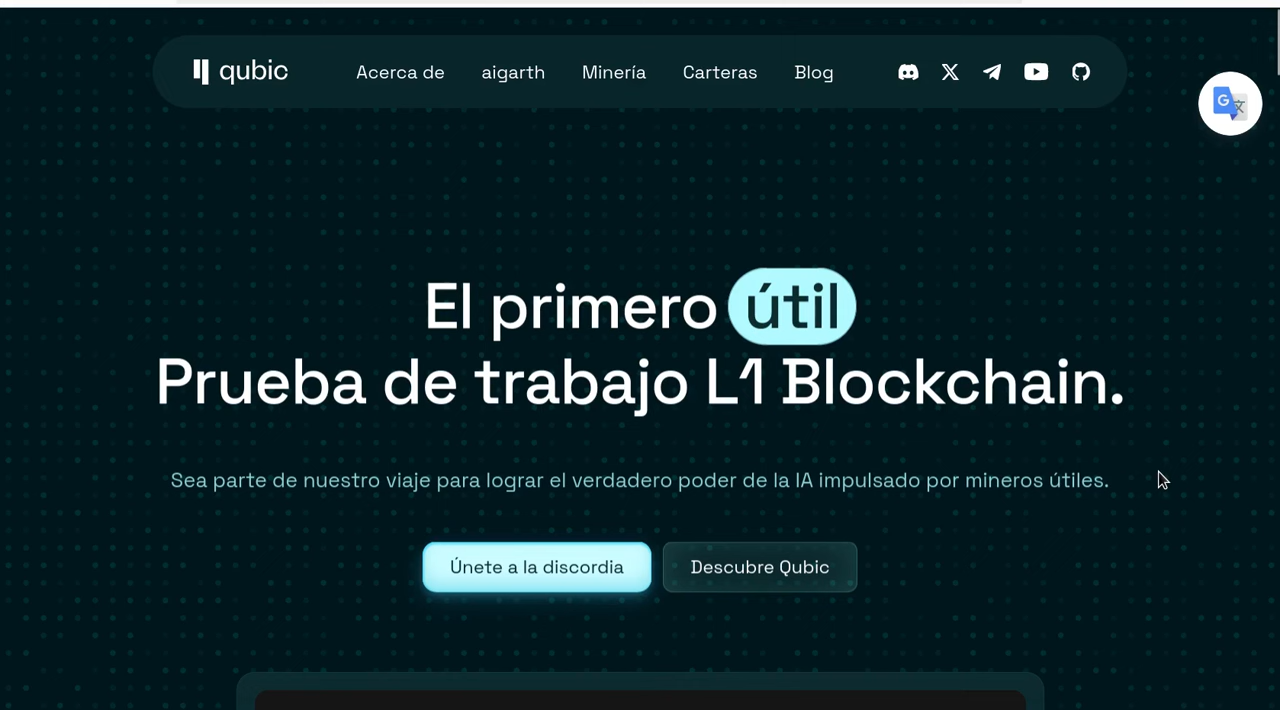 qubic
Acerca de
aigarth
Minería
Carteras
Blog
G 文
El primero útil
Prueba de trabajo L1 Blockchain.
Sea parte de nuestro viaje para lograr el verdadero poder de la IA impulsado por mineros útiles.
Únete a la discordia
Descubre Qubic